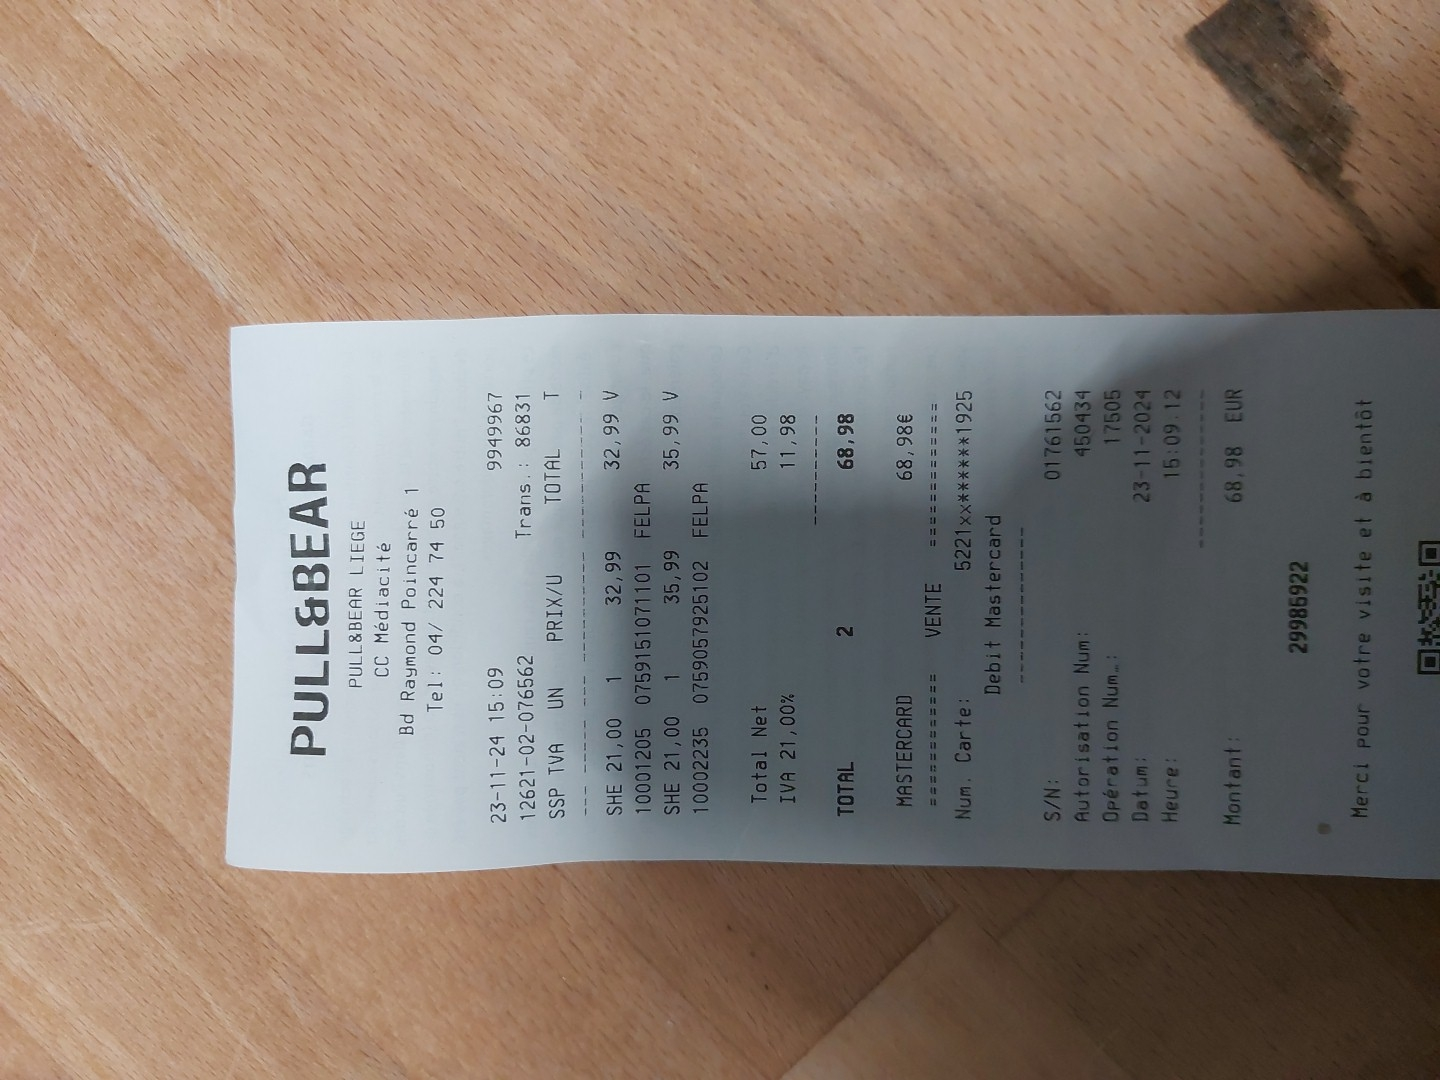 PULL&BEAR
PULL&BEAR LIEGE
CC Médiacité
Bd Raymond Poincarré 1
Tel: 04/ 224 74 50
23-11-24 15:09 9949967
12621-02-076562 Trans.: 86831
SSP TVA UN PRIX/U TOTAL T
SHE 21,00 1 32,99 32,99 V
10001205 0759151071101 FELPA
SHE 21,00 1 35,99 35,99 V
10002235 0759057925102 FELPA
Total Net 57,00
IVA 21,00% 11,98
TOTAL 2 68,98
MASTERCARD 68,98€
=========== VENTE ============
Num. Carte: 5221xx******1925
Debit Mastercard
S/N: 01761562
Autorisation Num: 450434
Opération Num.: 17505
Datum: 23-11-2024
Heure: 15:09:12
Montant: 68,98 EUR
29986922
Merci pour votre visite et à bientôt